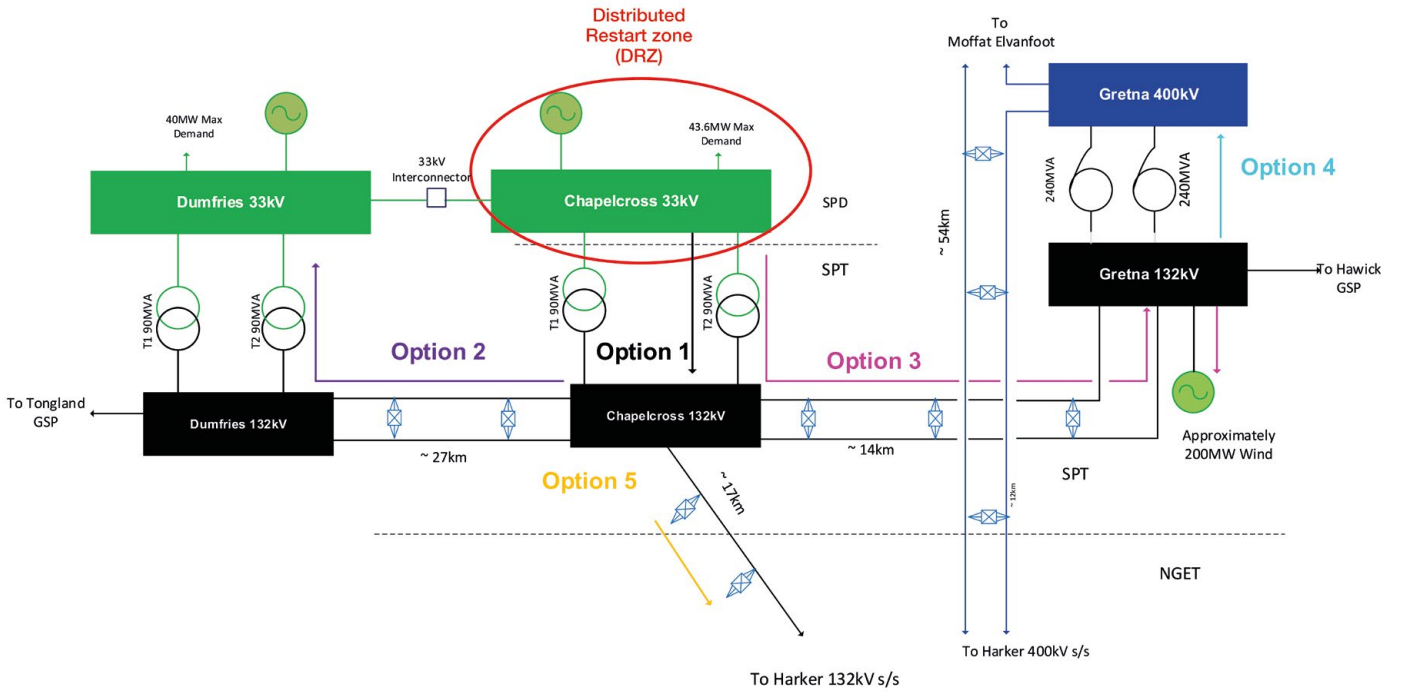 Distributed
Restart zone
(DRZ)
To
Moffat Elvanfoot
Gretna 400kV
40MW Max
Demand
43.6MW Max
Demand
33kV
Interconnector
Dumfries 33kV
Chapelcross 33kV
SPD
SPT
240MVA
240MVA
Option 4
~ 54km
Gretna 132kV
To Hawick
GSP
T1 90MVA
T2 90MVA
T1 90MVA
T2 90MVA
Option 2
Option 1
Option 3
To Tongland
GSP
Dumfries 132kV
Chapelcross 132kV
~ 27km
~ 14km
Approximately
200MW Wind
Option 5
~ 17km
~ 12km
SPT
NGET
To Harker 400kV s/s
To Harker 132kV s/s